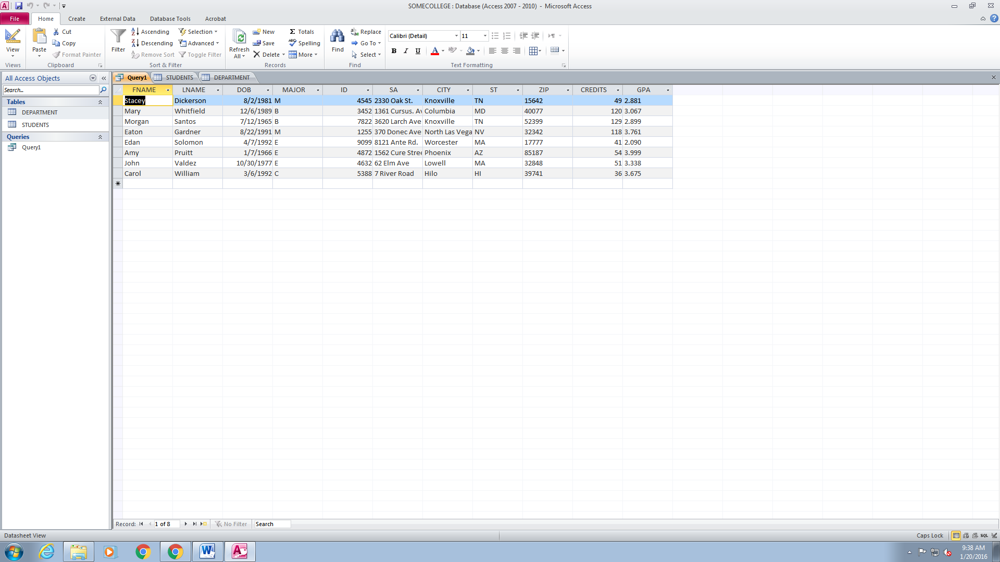 SOMECOLLEGE : Database (Access 2007 - 2010) - Microsoft Access
File Home Create External Data Database Tools Acrobat
View
Views
Paste
Cut
Copy
Format Painter
Clipboard
Filter
Ascending
Descending
Remove Sort
Selection
Advanced
Toggle Filter
Sort & Filter
Refresh
All
New
Save
Delete
Totals
Spelling
More
Records
Find
Replace
Go To
Select
Find
Calibri (Detail) 11
B I U
Text Formatting
All Access Objects
Search...
Tables
DEPARTMENT
STUDENTS
Queries
Query1
Query1 STUDENTS DEPARTMENT
FNAME LNAME DOB MAJOR ID SA CITY ST ZIP CREDITS GPA
Stacey Dickerson 8/2/1981 M 4545 2330 Oak St. Knoxville TN 15642 49 2.881
Mary Whitfield 12/6/1989 B 3452 1361 Cursus. Av Columbia MD 40077 120 3.067
Morgan Santos 7/12/1965 B 7822 3620 Larch Ave Knoxville TN 52399 129 2.899
Eaton Gardner 8/22/1991 M 1255 370 Donec Ave North Las Vega NV 32342 118 3.761
Edan Solomon 4/7/1992 E 9099 8121 Ante Rd. Worcester MA 17777 41 2.090
Amy Pruitt 1/7/1966 E 4872 1562 Cure Stree Phoenix AZ 85187 54 3.999
John Valdez 10/30/1977 E 4632 62 Elm Ave Lowell MA 32848 51 3.338
Carol William 3/6/1992 C 5388 7 River Road Hilo HI 39741 36 3.675
Record: 1 of 8 No Filter Search
Datasheet View
Caps Lock
SQL
9:38 AM
1/20/2016